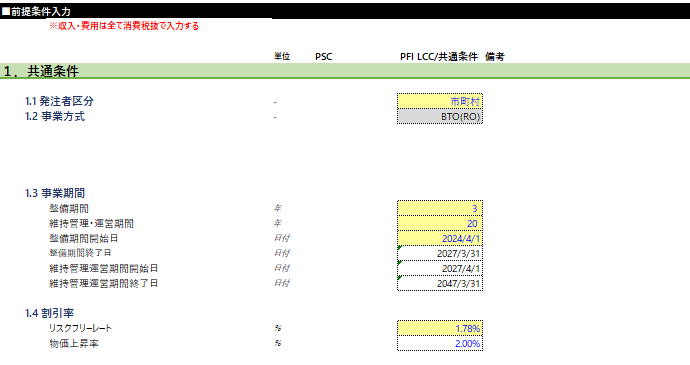 ■前提条件入力
※収入・費用は全て消費税抜で入力する
単位 PSC PFI LCC/共通条件 備考
1．共通条件
1.1 発注者区分 - 市町村
1.2 事業方式 - BTO(RO)
1.3 事業期間
整備期間 年 3
維持管理・運営期間 年 20
整備期間開始日 日付 2024/4/1
整備期間終了日 日付 2027/3/31
維持管理運営期間開始日 日付 2027/4/1
維持管理運営期間終了日 日付 2047/3/31
1.4 割引率
リスクフリーレート % 1.78%
物価上昇率 % 2.00%